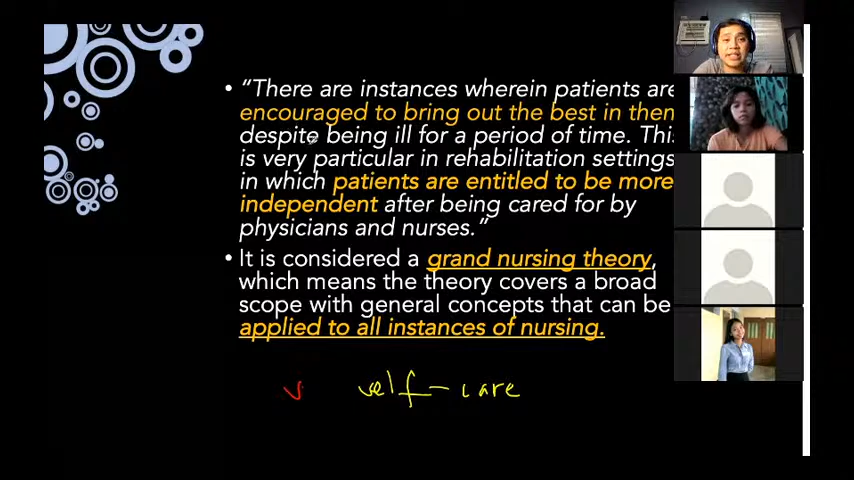 • “There are instances wherein patients are
encouraged to bring out the best in them
despite being ill for a period of time. This
is very particular in rehabilitation settings,
in which patients are entitled to be more
independent after being cared for by
physicians and nurses.”
• It is considered a grand nursing theory,
which means the theory covers a broad
scope with general concepts that can be
applied to all instances of nursing.
v self-care